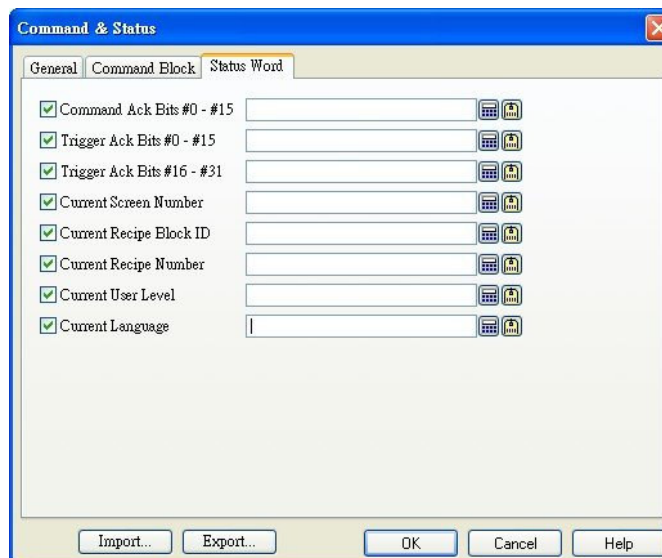 Command & Status
General Command Block Status Word
Command Ack Bits #0 - #15
Trigger Ack Bits #0 - #15
Trigger Ack Bits #16 - #31
Current Screen Number
Current Recipe Block ID
Current Recipe Number
Current User Level
Current Language
Import... Export... OK Cancel Help